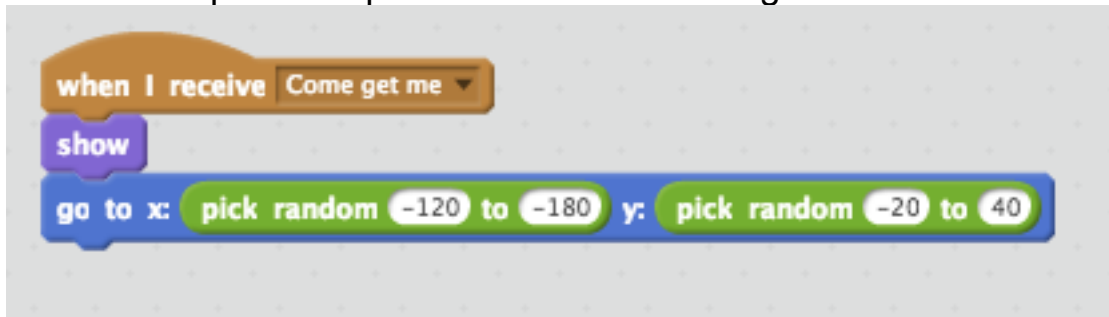 when I receive Come get me
show
go to x: pick random -120 to -180 y: pick random -20 to 40